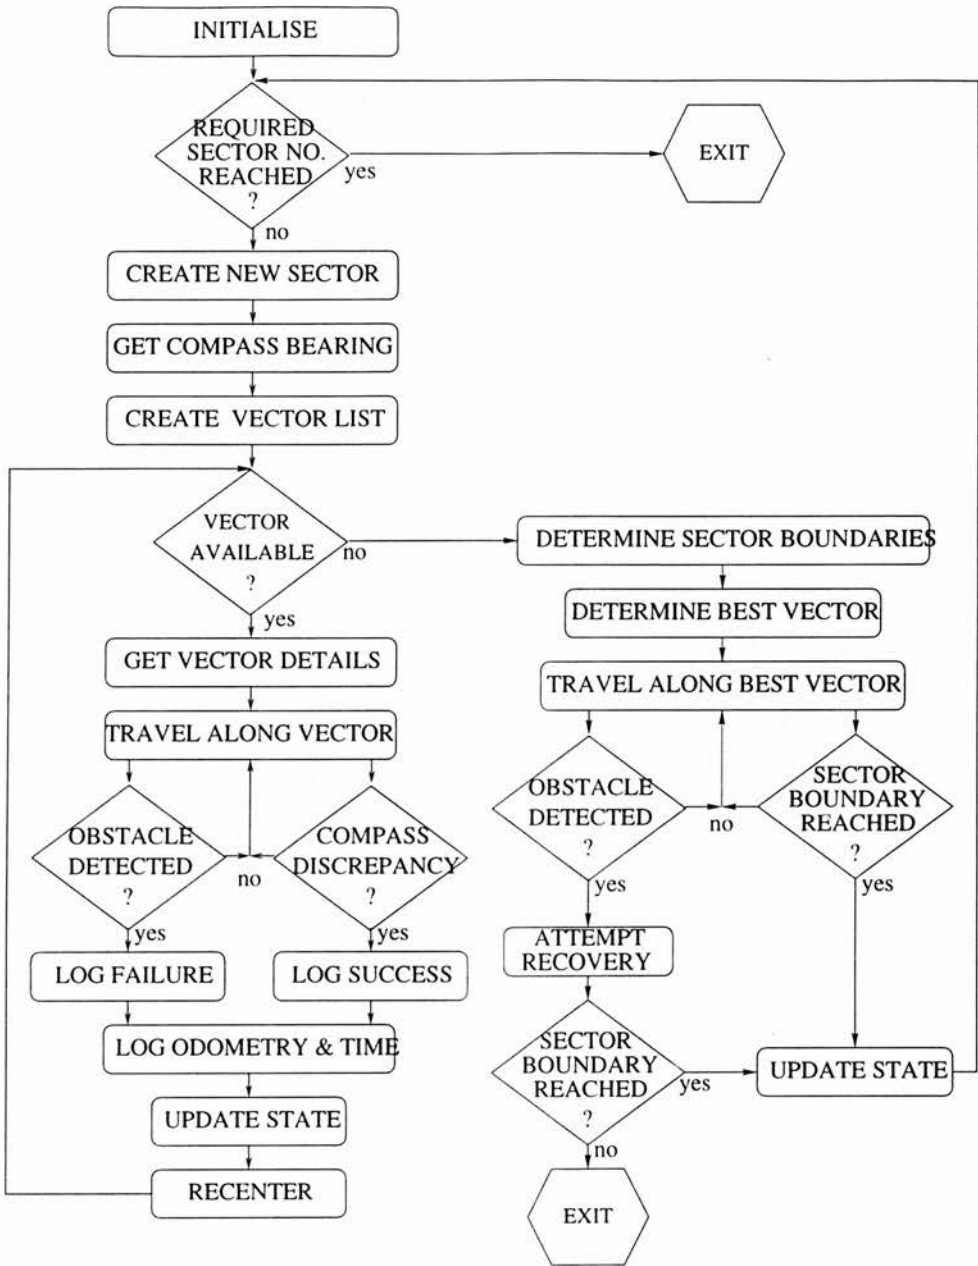 INITIALISE
REQUIRED
SECTOR NO.
REACHED
?
yes
EXIT
no
CREATE NEW SECTOR
GET COMPASS BEARING
CREATE VECTOR LIST
VECTOR
AVAILABLE
?
no
yes
DETERMINE SECTOR BOUNDARIES
DETERMINE BEST VECTOR
TRAVEL ALONG BEST VECTOR
GET VECTOR DETAILS
TRAVEL ALONG VECTOR
OBSTACLE
DETECTED
?
no
COMPASS
DISCREPANCY
?
yes
yes
LOG FAILURE
LOG SUCCESS
LOG ODOMETRY & TIME
UPDATE STATE
RECENTER
OBSTACLE
DETECTED
?
no
SECTOR
BOUNDARY
REACHED
?
yes
yes
ATTEMPT
RECOVERY
SECTOR
BOUNDARY
REACHED
?
yes
UPDATE STATE
no
EXIT